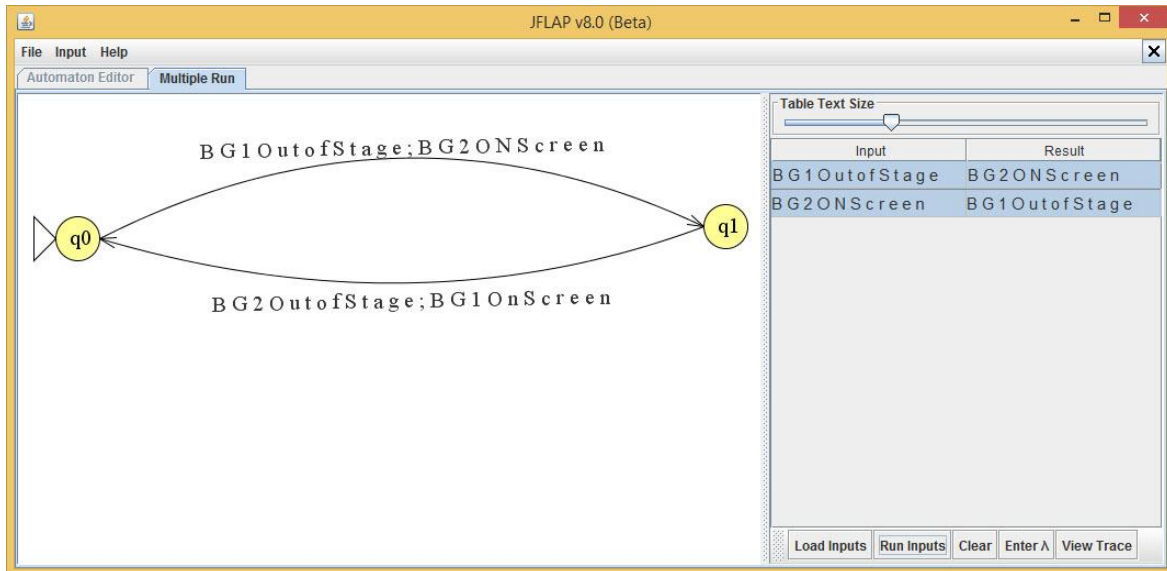 JFLAP v8.0 (Beta)
File Input Help
Automaton Editor Multiple Run
BG1OutofStage;BG2ONScreen
q0
q1
BG2OutofStage;BG1OnScreen
Table Text Size
Input Result
BG1OutofStage BG2ONScreen
BG2ONScreen BG1OutofStage
Load Inputs Run Inputs Clear Enter λ View Trace